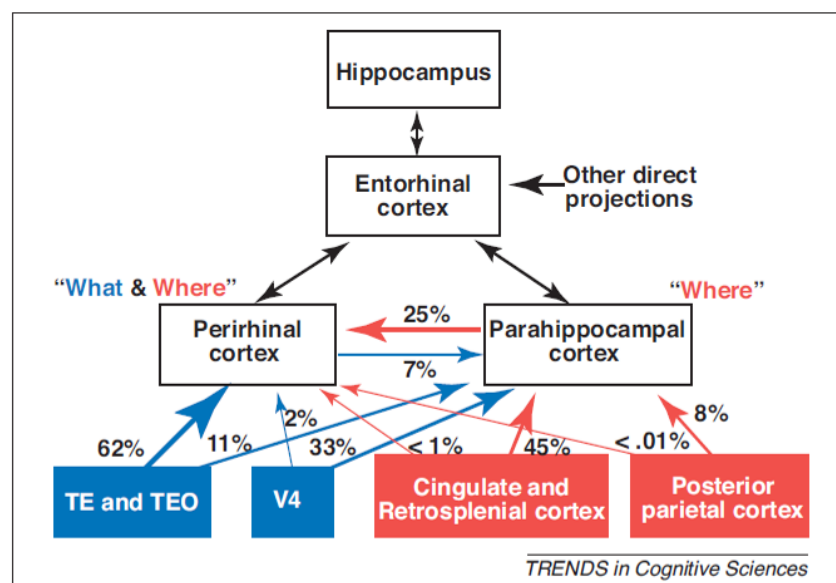 Hippocampus
Entorhinal
cortex
Other direct
projections
“What & Where”
“Where”
Perirhinal
cortex
25%
7%
Parahippocampal
cortex
62%
11%
2%
33%
< 1%
45%
< .01%
8%
TE and TEO
V4
Cingulate and
Retrosplenial cortex
Posterior
parietal cortex
TRENDS in Cognitive Sciences